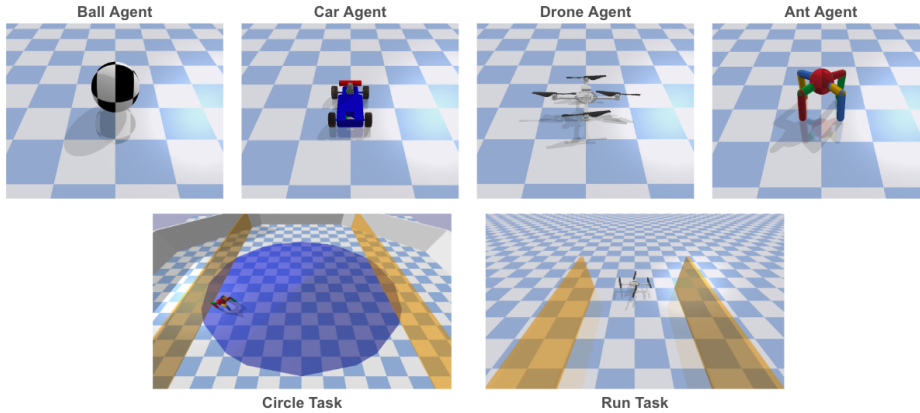 Ball Agent
Car Agent
Drone Agent
Ant Agent
Circle Task
Run Task